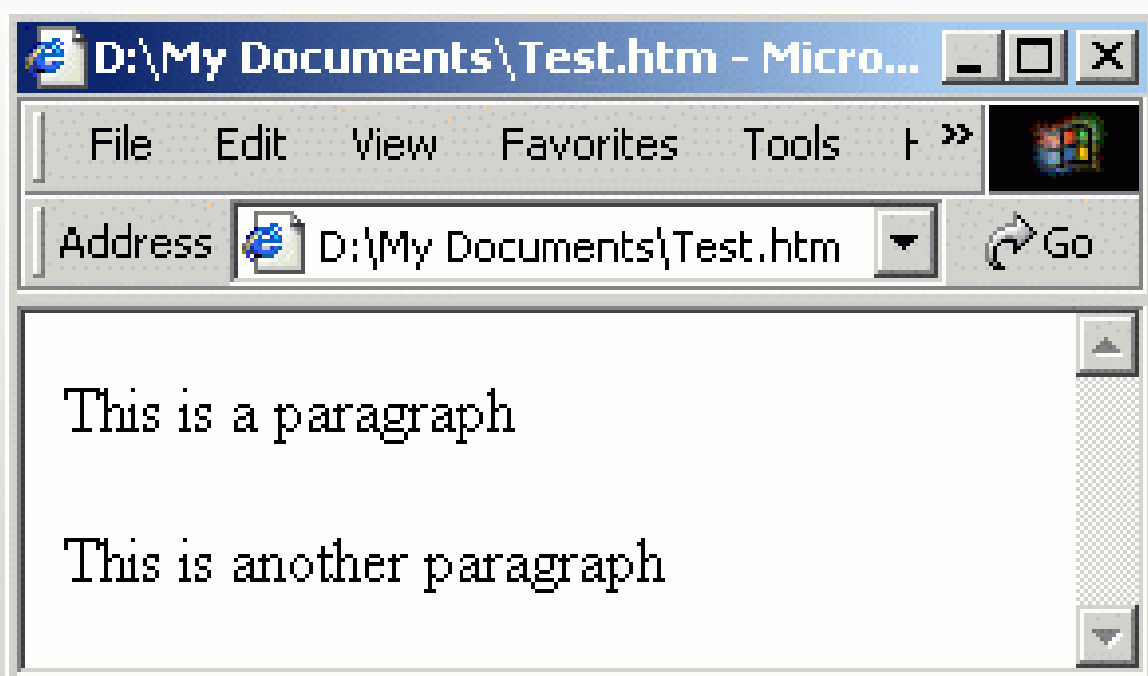 D:\My Documents\Test.htm - Micro...
File Edit View Favorites Tools »
Address D:\My Documents\Test.htm Go
This is a paragraph
This is another paragraph